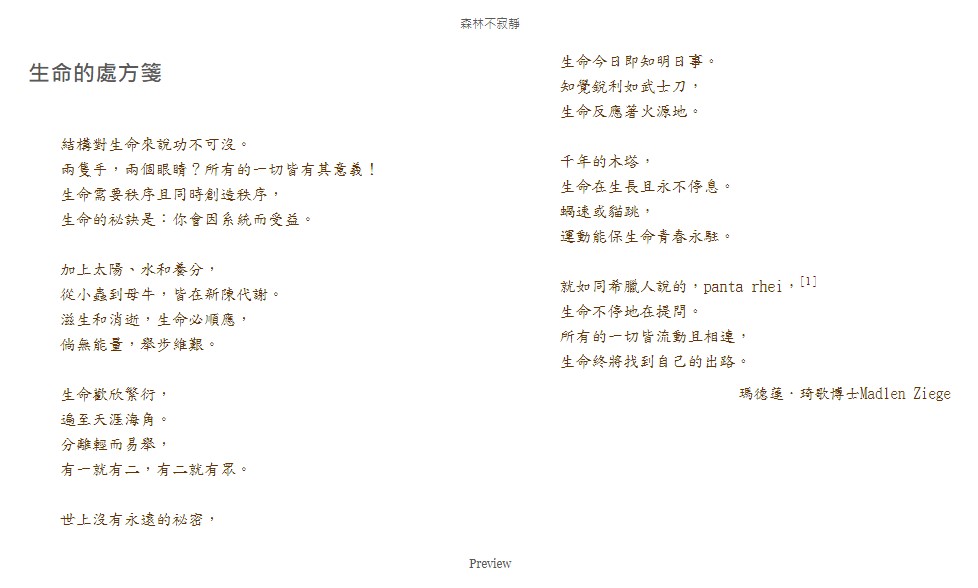 森林不寂靜
生命的處方箋
結構對生命來說功不可沒。
兩隻手，兩個眼睛？所有的一切皆有其意義！
生命需要秩序且同時創造秩序，
生命的祕訣是：你會因系統而受益。
加上太陽、水和養分，
從小蟲到母牛，皆在新陳代謝。
滋生和消逝，生命必順應，
倘無能量，舉步維艱。
生命歡欣繁衍，
遍至天涯海角。
分離輕而易舉，
有一就有二，有二就有眾。
世上沒有永遠的祕密，
生命今日即知明日事。
知覺銳利如武士刀，
生命反應著火源地。
千年的木塔，
生命在生長且永不停息。
蝸速或貓跳，
運動能保生命青春永駐。
就如同希臘人說的，panta rhei，[1]
生命不停地在提問。
所有的一切皆流動且相連，
生命終將找到自己的出路。
瑪德蓮．琦歌博士Madlen Ziege
Preview